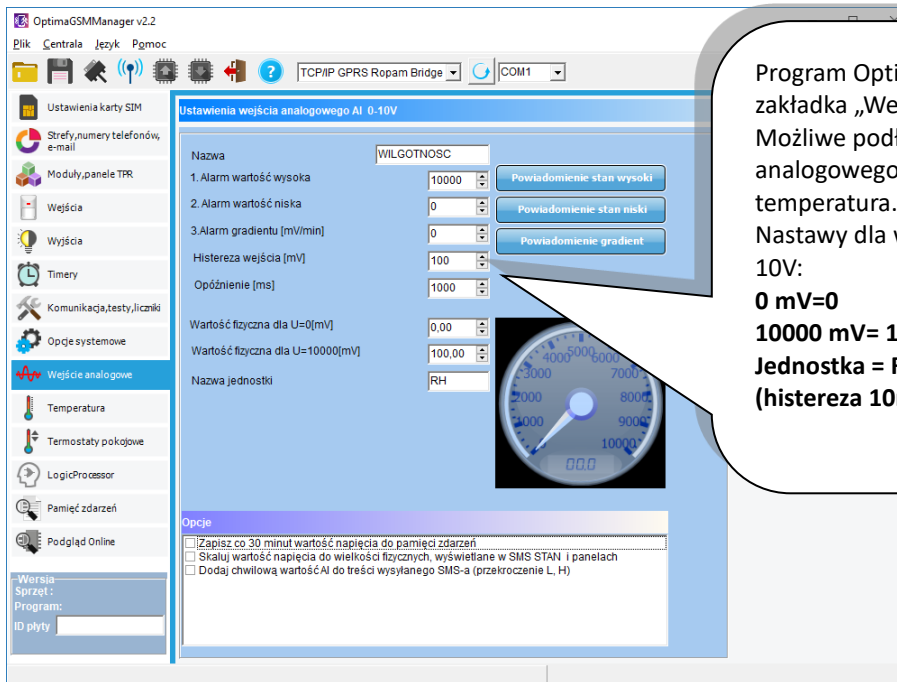 OptimaGSMManager v2.2
Plik Centrala Język Pomoc
TCP/IP GPRS Ropam Bridge COM1
Ustawienia karty SIM
Strefy,numery telefonów,
e-mail
Moduły,panele TPR
Wejścia
Wyjścia
Timery
Komunikacja,testy,liczniki
Opcje systemowe
Wejście analogowe
Temperatura
Termostaty pokojowe
LogicProcessor
Pamięć zdarzeń
Podgląd Online
Wersja
Sprzęt :
Program:
ID płyty
Ustawienia wejścia analogowego AI 0-10V
Nazwa WILGOTNOSC
1. Alarm wartość wysoka 10000 Powiadomienie stan wysoki
2. Alarm wartość niska 0 Powiadomienie stan niski
3.Alarm gradientu [mV/min] 0 Powiadomienie gradient
Histereza wejścia [mV] 100
Opóźnienie [ms] 1000
Wartość fizyczna dla U=0[mV] 0,00
Wartość fizyczna dla U=10000[mV] 100,00
Nazwa jednostki RH
0
1000
2000
3000
4000
5000
6000
7000
8000
9000
10000
00.0
Opcje
Zapisz co 30 minut wartość napięcia do pamięci zdarzeń
Skaluj wartość napięcia do wielkości fizycznych, wyświetlane w SMS STAN i panelach
Dodaj chwilową wartość AI do treści wysyłanego SMS-a (przekroczenie L, H)
Program Opti
zakładka „We
Możliwe pod
analogowego
temperatura.
Nastawy dla
10V:
0 mV=0
10000 mV= 1
Jednostka =
(histereza 10